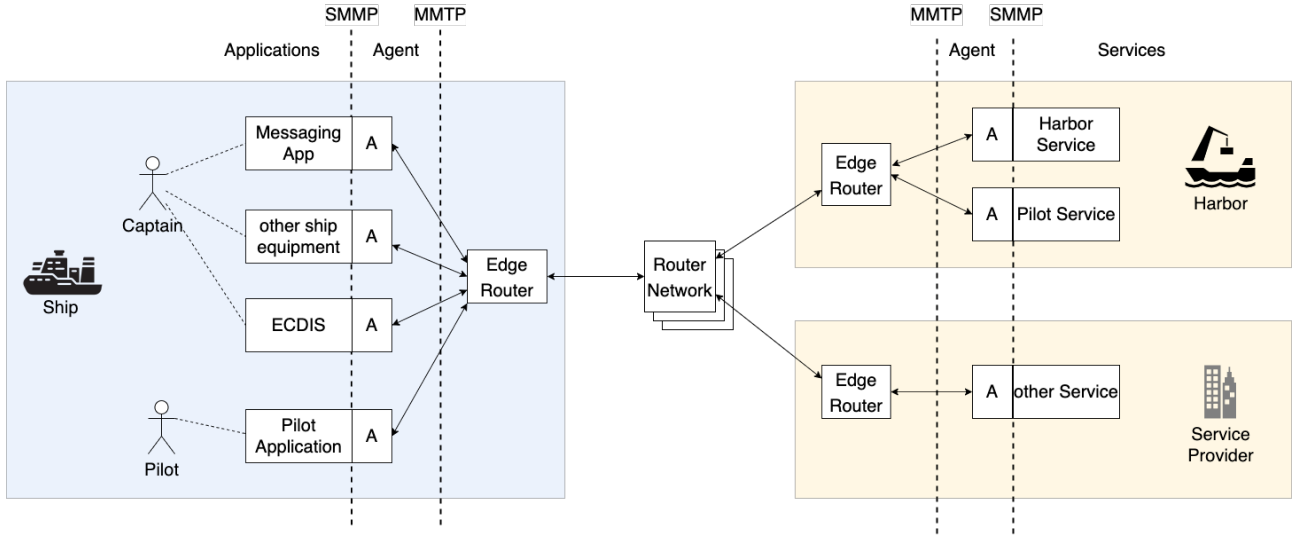 SMMP
MMTP
MMTP
SMMP
Applications
Agent
Agent
Services
Messaging
App
A
Captain
other ship
equipment
A
Ship
ECDIS
A
Pilot
Pilot
Application
A
Edge
Router
Router
Network
Edge
Router
A
Harbor
Service
A
Pilot Service
Harbor
Edge
Router
A
other Service
Service
Provider